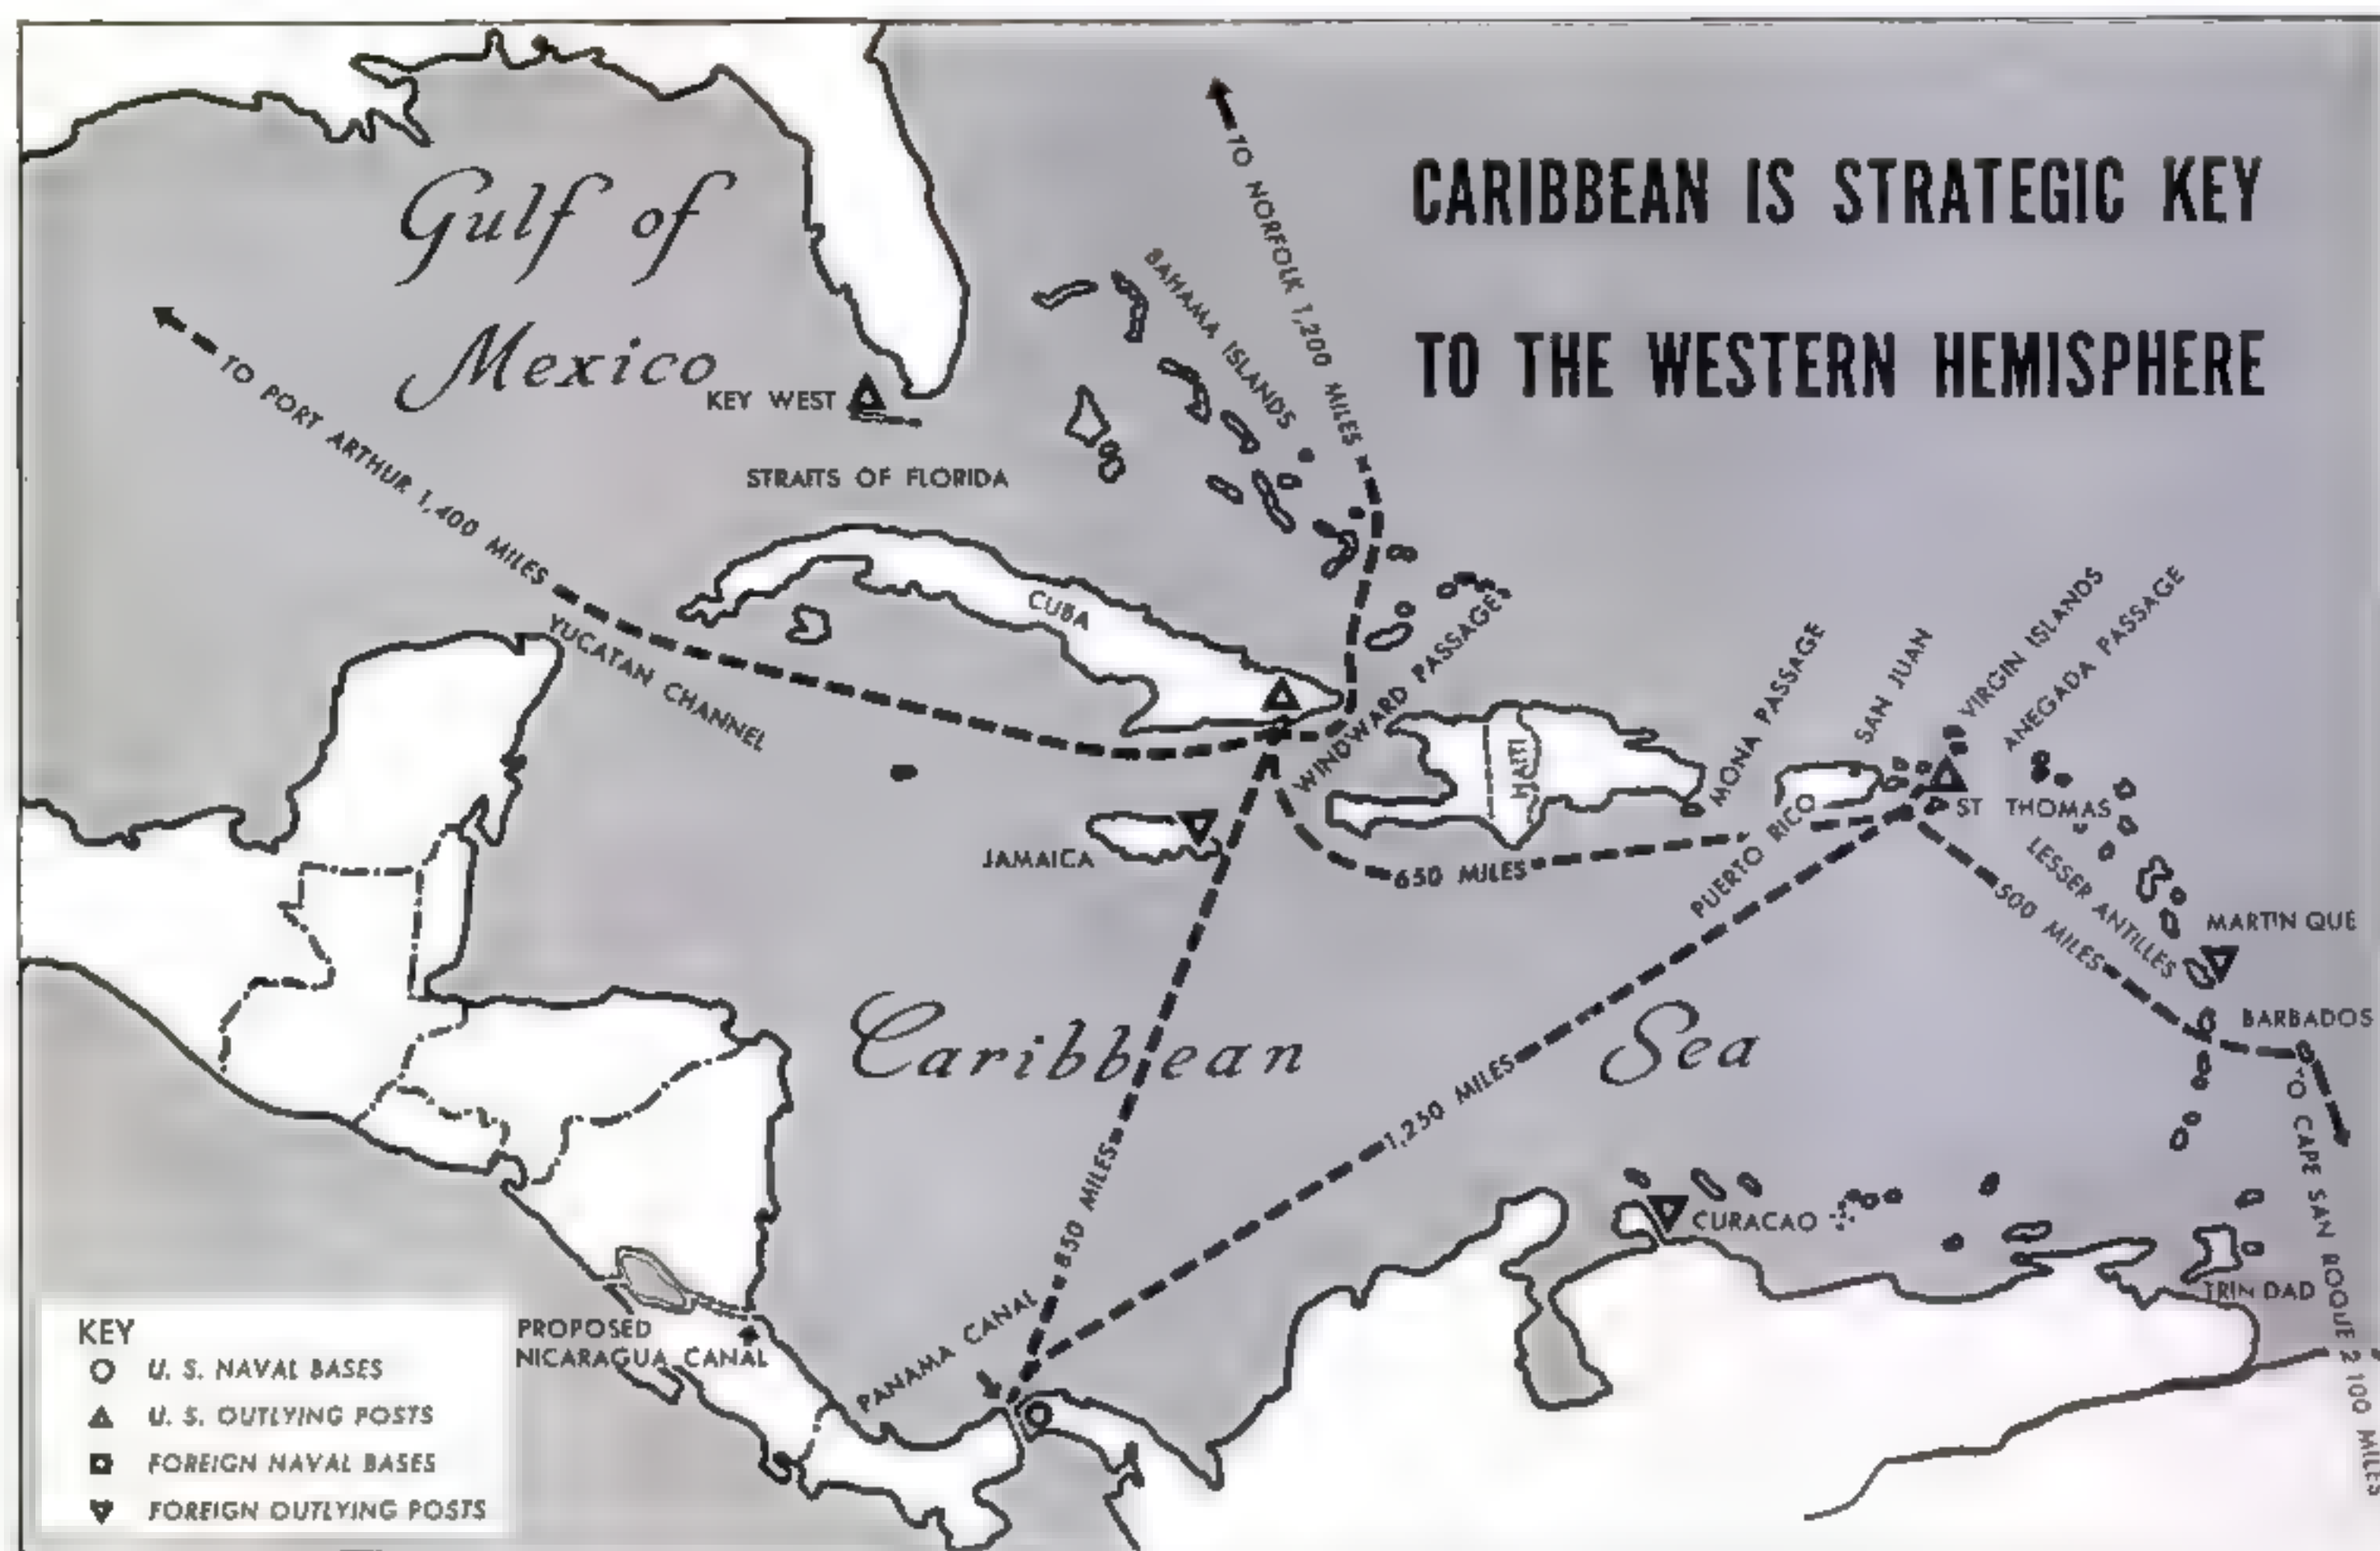 CARIBBEAN IS STRATEGIC KEY
TO THE WESTERN HEMISPHERE
Gulf of
Mexico
TO NORFOLK 1,200 MILES
BAHAMA ISLANDS
KEY WEST
STRAITS OF FLORIDA
TO PORT ARTHUR 1,400 MILES
YUCATAN CHANNEL
CUBA
WINDWARD PASSAGE
HAITI
MONA PASSAGE
SAN JUAN
VIRGIN ISLANDS
ANEGADA PASSAGE
ST THOMAS
PUERTO RICO
JAMAICA
650 MILES
500 MILES
LESSER ANTILLES
MARTIN QUE
BARBADOS
Caribbean Sea
850 MILES
1,250 MILES
TO CAPE SAN ROQUE 2 100 MILES
CURACAO
TRIN DAD
PANAMA CANAL
PROPOSED
NICARAGUA CANAL
KEY
U. S. NAVAL BASES
U. S. OUTLYING POSTS
FOREIGN NAVAL BASES
FOREIGN OUTLYING POSTS